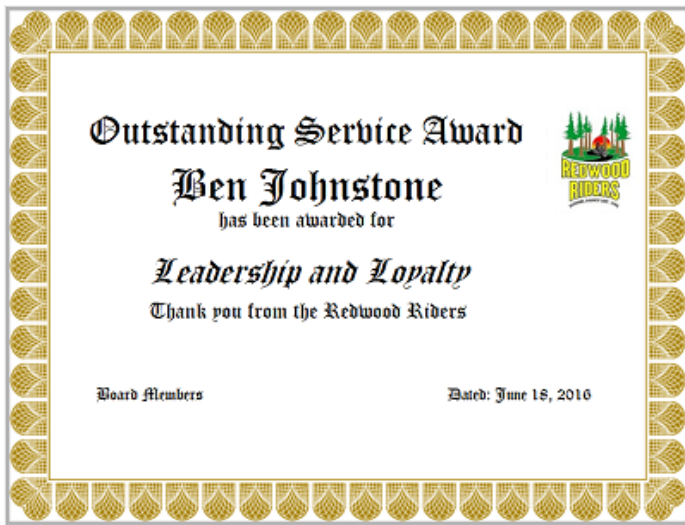 Outstanding Service Award
Ben Johnstone
has been awarded for
Leadership and Loyalty
Thank you from the Redwood Riders
Board Members
Dated: June 18, 2016
REDWOOD
RIDERS